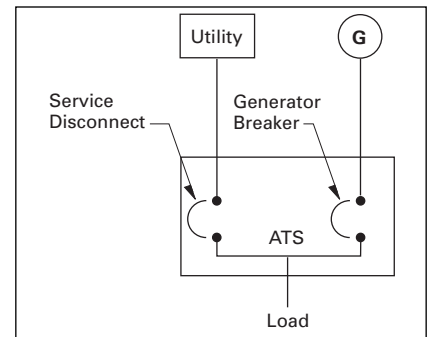 Utility
G
Service
Disconnect
Generator
Breaker
ATS
Load